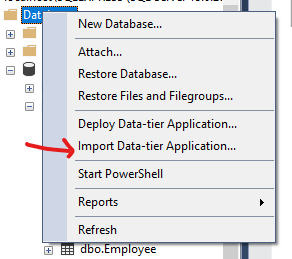 New Database...
Attach...
Restore Database...
Restore Files and Filegroups...
Deploy Data-tier Application...
Import Data-tier Application...
Start PowerShell
Reports
Refresh
dbo.Employee